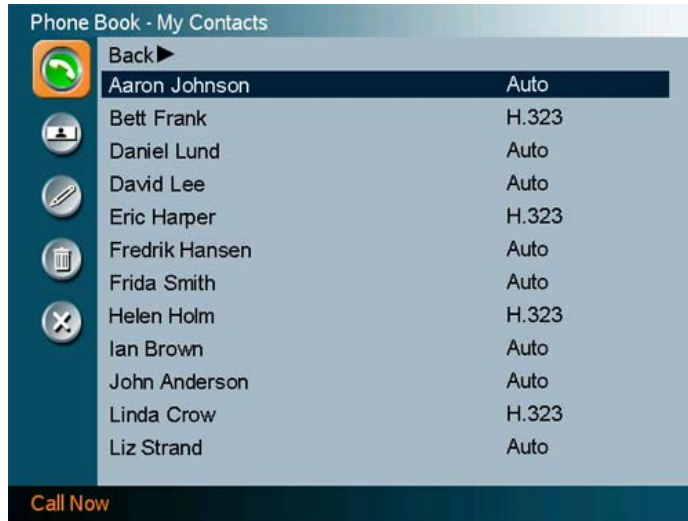 Phone Book - My Contacts
Back▶
Aaron Johnson Auto
Bett Frank H.323
Daniel Lund Auto
David Lee Auto
Eric Harper H.323
Fredrik Hansen Auto
Frida Smith Auto
Helen Holm H.323
Ian Brown Auto
John Anderson Auto
Linda Crow H.323
Liz Strand Auto
Call Now